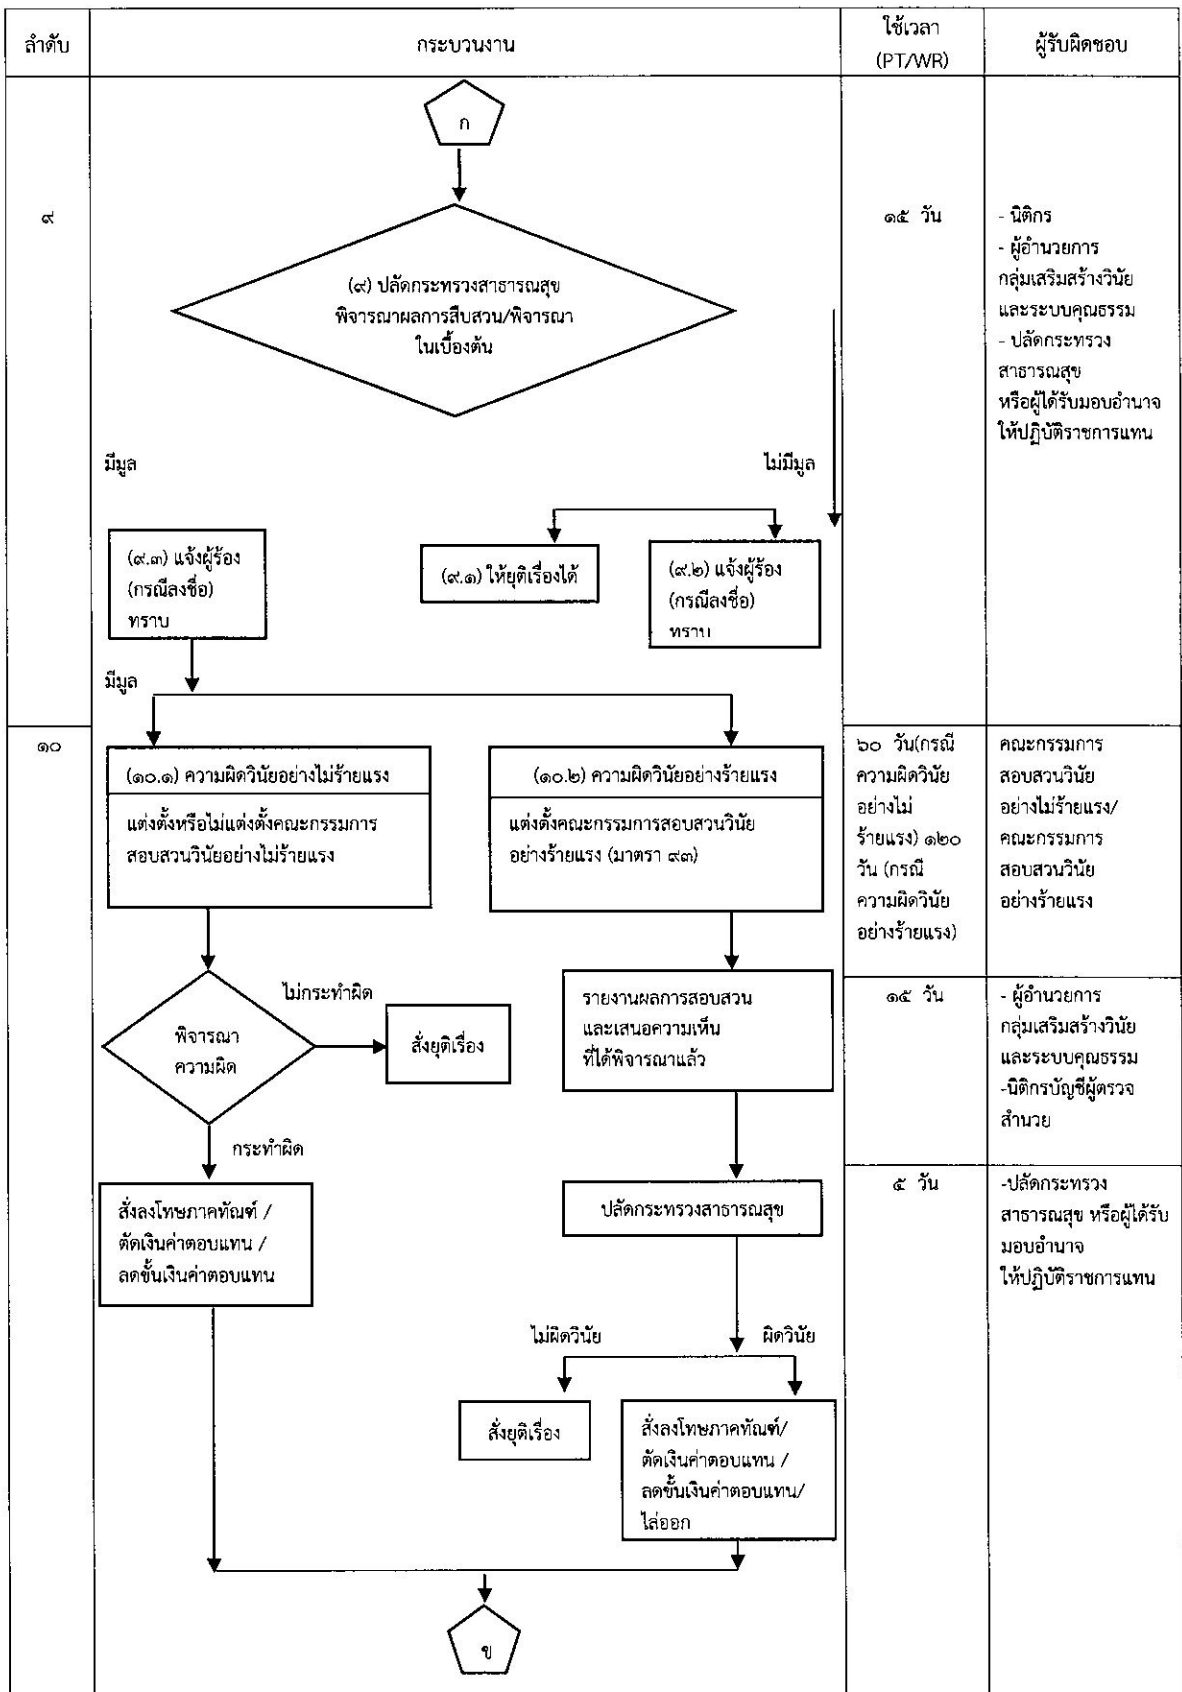 ลำดับ
กระบวนงาน
ใช้เวลา
(PT/WR)
ผู้รับผิดชอบ
ก
๙
(๙) ปลัดกระทรวงสาธารณสุข
พิจารณาผลการสืบสวน/พิจารณา
ในเบื้องต้น
๑๕ วัน
- นิติกร
- ผู้อำนวยการ
กลุ่มเสริมสร้างวินัย
และระบบคุณธรรม
- ปลัดกระทรวง
สาธารณสุข
หรือผู้ได้รับมอบอำนาจ
ให้ปฏิบัติราชการแทน
มีมูล
ไม่มีมูล
(๙.๓) แจ้งผู้ร้อง
(กรณีลงชื่อ)
ทราบ
(๙.๑) ให้ยุติเรื่องได้
(๙.๒) แจ้งผู้ร้อง
(กรณีลงชื่อ)
ทราบ
มีมูล
๑๐
(๑๐.๑) ความผิดวินัยอย่างไม่ร้ายแรง
แต่งตั้งหรือไม่แต่งตั้งคณะกรรมการ
สอบสวนวินัยอย่างไม่ร้ายแรง
(๑๐.๒) ความผิดวินัยอย่างร้ายแรง
แต่งตั้งคณะกรรมการสอบสวนวินัย
อย่างร้ายแรง (มาตรา ๙๓)
๖๐ วัน(กรณี
ความผิดวินัย
อย่างไม่
ร้ายแรง) ๑๒๐
วัน (กรณี
ความผิดวินัย
อย่างร้ายแรง)
คณะกรรมการ
สอบสวนวินัย
อย่างไม่ร้ายแรง/
คณะกรรมการ
สอบสวนวินัย
อย่างร้ายแรง
พิจารณา
ความผิด
ไม่กระทำผิด
สั่งยุติเรื่อง
รายงานผลการสอบสวน
และเสนอความเห็น
ที่ได้พิจารณาแล้ว
๑๕ วัน
- ผู้อำนวยการ
กลุ่มเสริมสร้างวินัย
และระบบคุณธรรม
-นิติกรบัญชีผู้ตรวจ
สำนวย
กระทำผิด
สั่งลงโทษภาคทัณฑ์ /
ตัดเงินค่าตอบแทน /
ลดขั้นเงินค่าตอบแทน
ปลัดกระทรวงสาธารณสุข
๕ วัน
-ปลัดกระทรวง
สาธารณสุข หรือผู้ได้รับ
มอบอำนาจ
ให้ปฏิบัติราชการแทน
ไม่ผิดวินัย
ผิดวินัย
สั่งยุติเรื่อง
สั่งลงโทษภาคทัณฑ์/
ตัดเงินค่าตอบแทน /
ลดขั้นเงินค่าตอบแทน/
ไล่ออก
ข